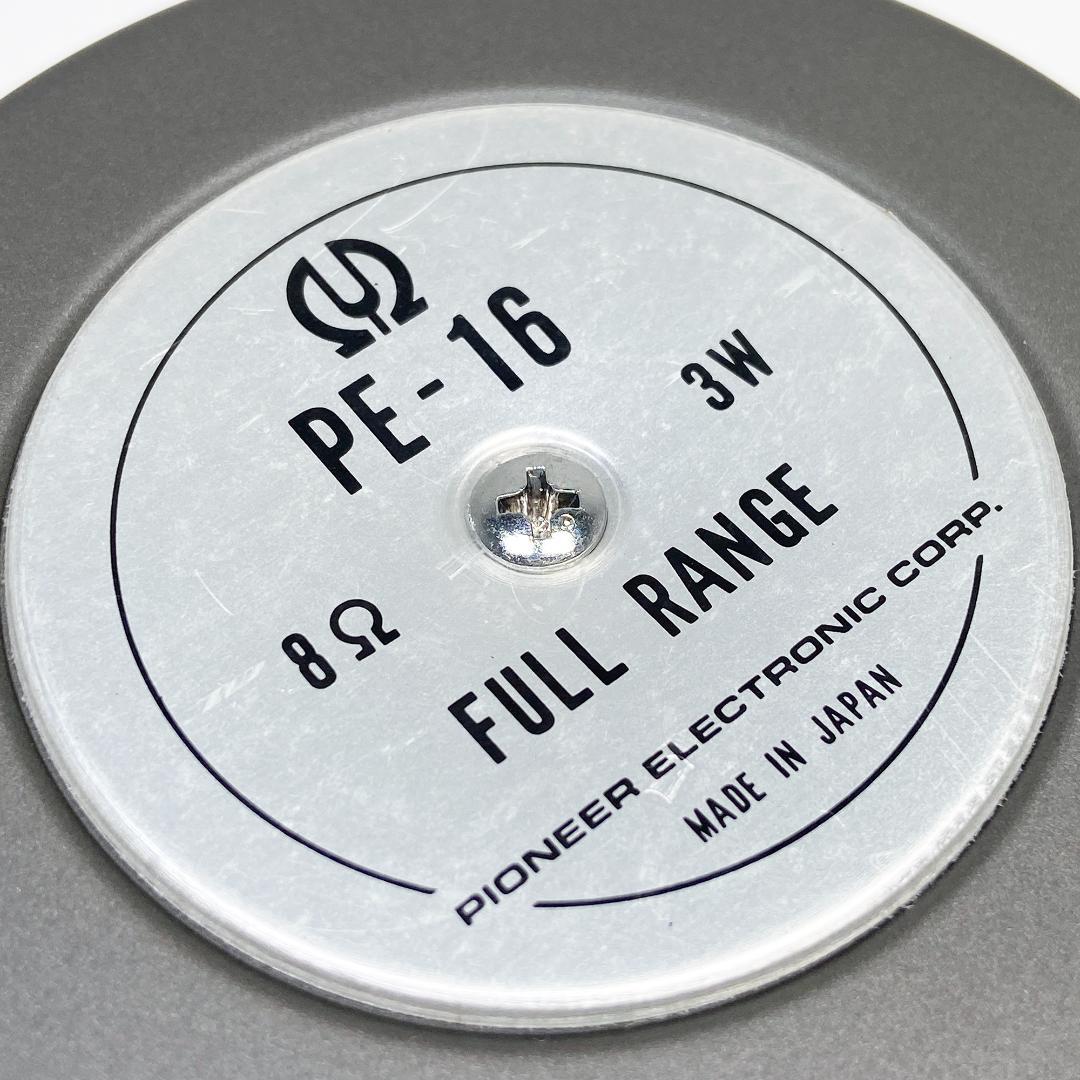 PE-16
3W
8Ω
FULL RANGE
PIONEER ELECTRONIC CORP.
MADE IN JAPAN